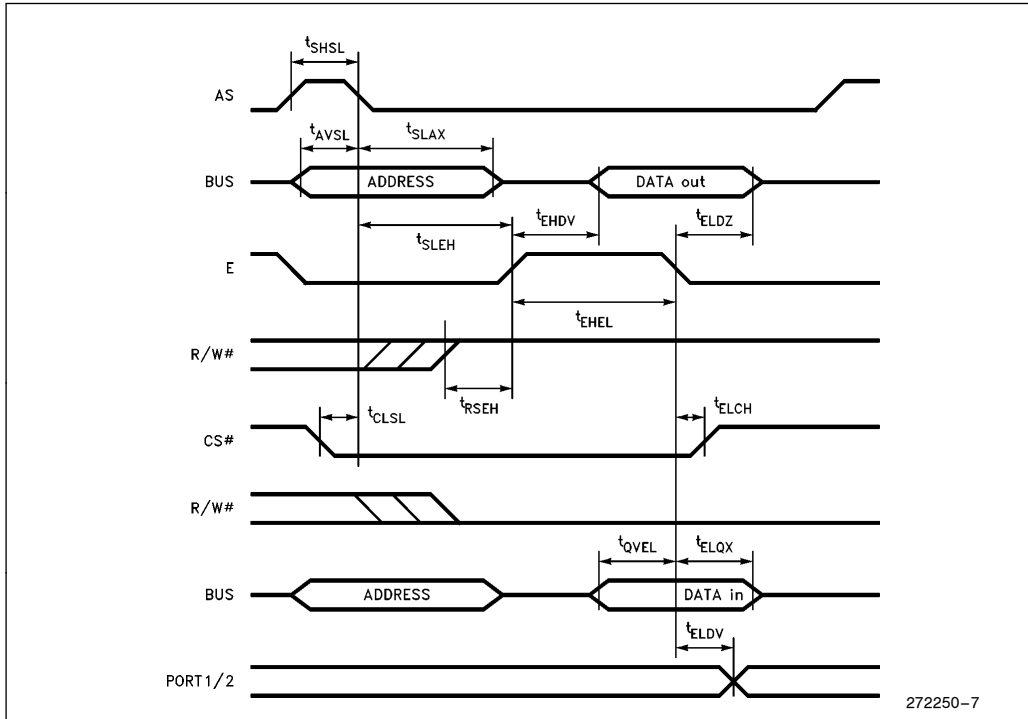 tSHSL
AS
tAVSL tSLAX
BUS ADDRESS DATA out
tEHDV tELDZ
tSLEH
E
tEHEL
R/W#
tRSEH
tCLSL tELCH
CS#
R/W#
tQVEL tELQX
BUS ADDRESS DATA in
tELDV
PORT1/2
272250-7